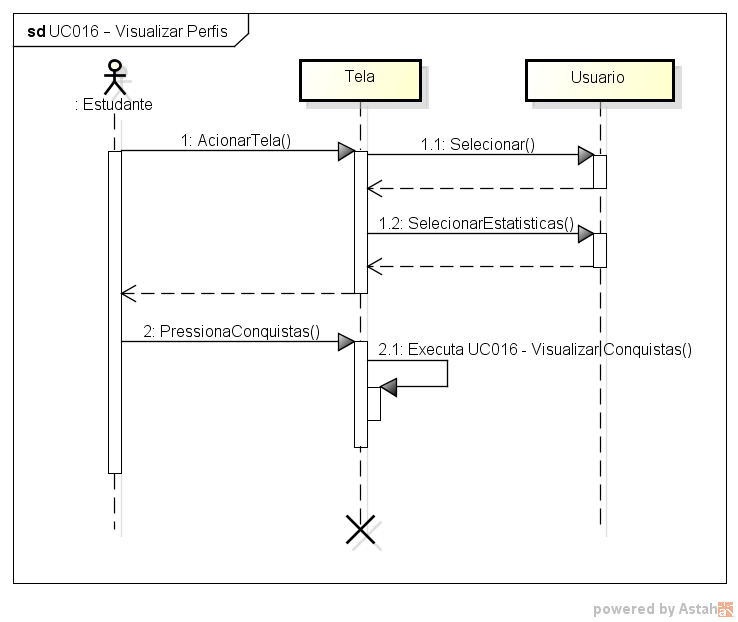 sd UC016 – Visualizar Perfis
: Estudante
Tela
Usuario
1: AcionarTela()
1.1: Selecionar()
1.2: SelecionarEstatisticas()
2: PressionaConquistas()
2.1: Executa UC016 - Visualizar Conquistas()
powered by Astah